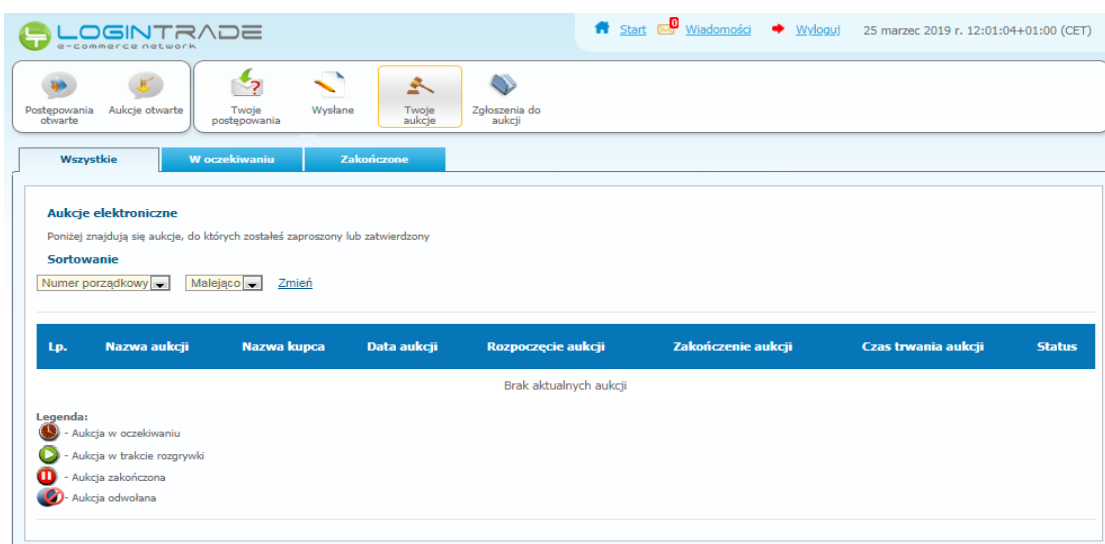 LOGINTRADE
e-commerce network
Start 0 Wiadomości Wyloguj 25 marzec 2019 r. 12:01:04+01:00 (CET)
Postępowania otwarte
Aukcje otwarte
Twoje postępowania
Wysłane
Twoje aukcje
Zgłoszenia do aukcji
Wszystkie W oczekiwaniu Zakończone
Aukcje elektroniczne
Poniżej znajdują się aukcje, do których zostałeś zaproszony lub zatwierdzony
Sortowanie
Numer porządkowy Malejąco Zmień
Lp. Nazwa aukcji Nazwa kupca Data aukcji Rozpoczęcie aukcji Zakończenie aukcji Czas trwania aukcji Status
Brak aktualnych aukcji
Legenda:
- Aukcja w oczekiwaniu
- Aukcja w trakcie rozgrywki
- Aukcja zakończona
- Aukcja odwołana